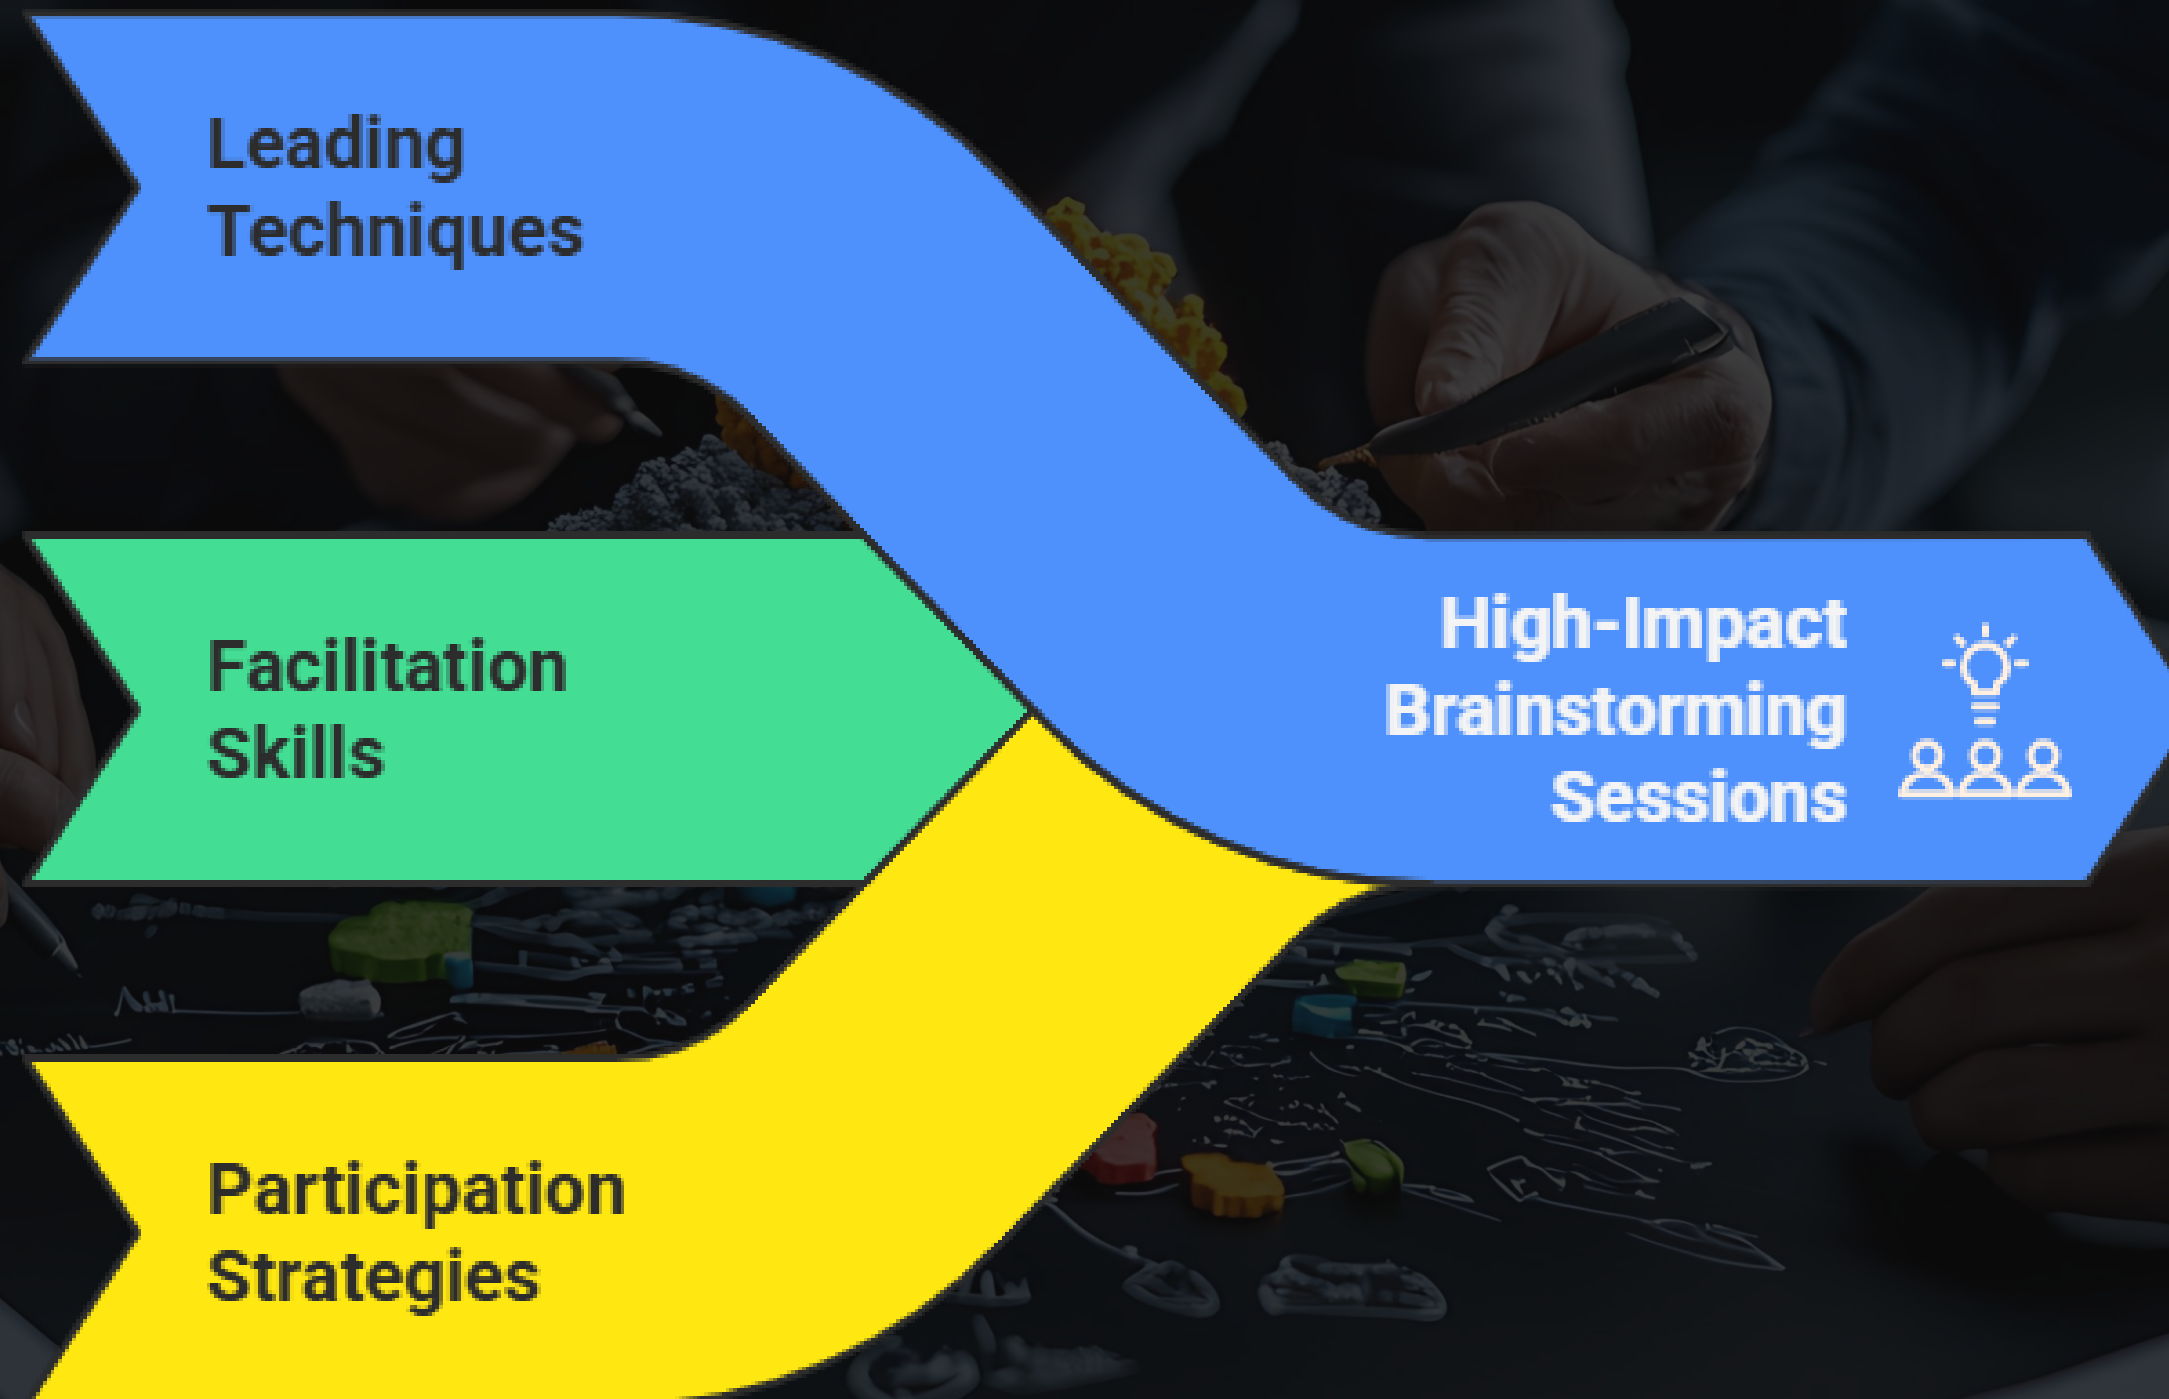 Leading
Techniques
Facilitation
Skills
High-Impact
Brainstorming
Sessions
Participation
Strategies